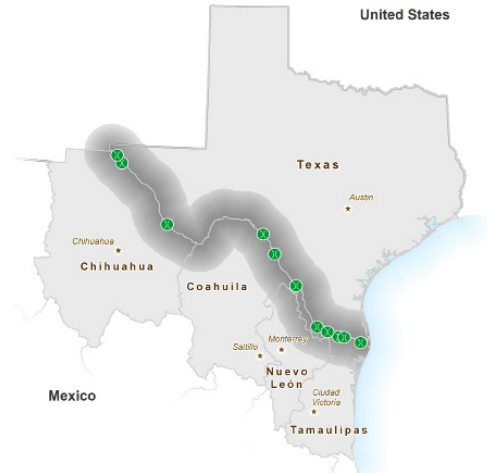 United States
Texas
Austin
Chihuahua
Chihuahua
Coahuila
Monterrey
Saltillo
Nuevo
León
Mexico
Ciudad
Victoria
Tamaulipas